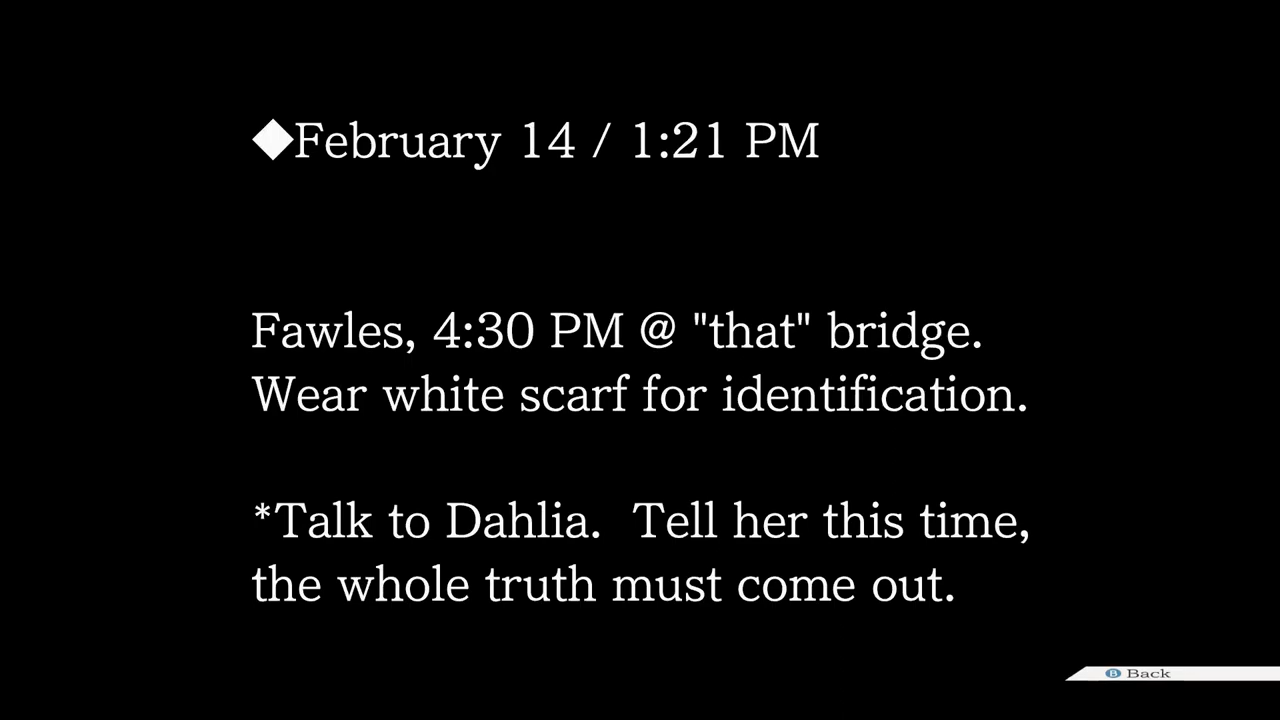 ◆February 14 / 1:21 PM
Fawles, 4:30 PM @ "that" bridge.
Wear white scarf for identification.
*Talk to Dahlia.  Tell her this time,
the whole truth must come out.
B Back